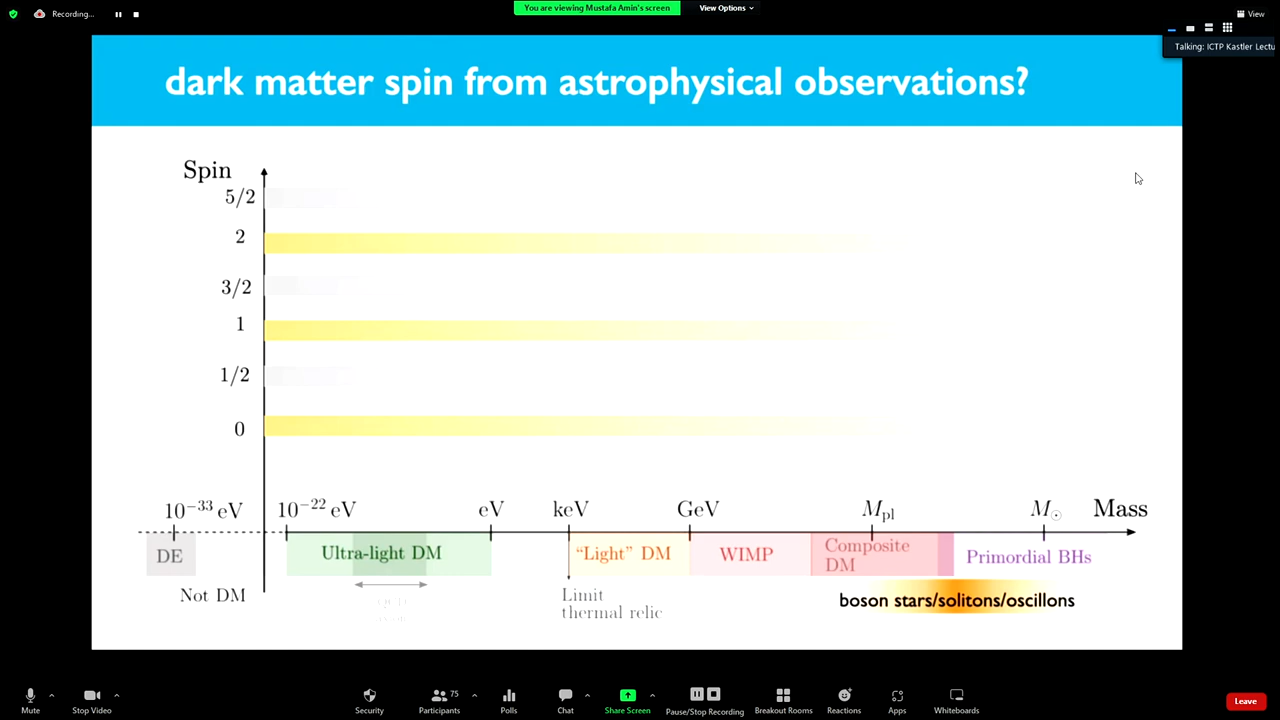 Recording...
You are viewing Mustafa Amin's screen
View Options
View
Talking: ICTP Kastler Lectu
dark matter spin from astrophysical observations?
Spin
5/2
2
3/2
1
1/2
0
10⁻³³ eV
10⁻²² eV
eV
keV
GeV
M_pl
M_☉
Mass
DE
Ultra-light DM
“Light” DM
WIMP
Composite
DM
Primordial BHs
Not DM
Limit
thermal relic
boson stars/solitons/oscillons
Mute
Stop Video
Security
Participants
75
Polls
Chat
Share Screen
Pause/Stop Recording
Breakout Rooms
Reactions
Apps
Whiteboards
Leave